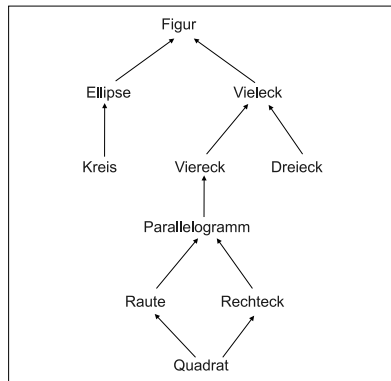 Figur
Ellipse Vieleck
Kreis Viereck Dreieck
Parallelogramm
Raute Rechteck
Quadrat